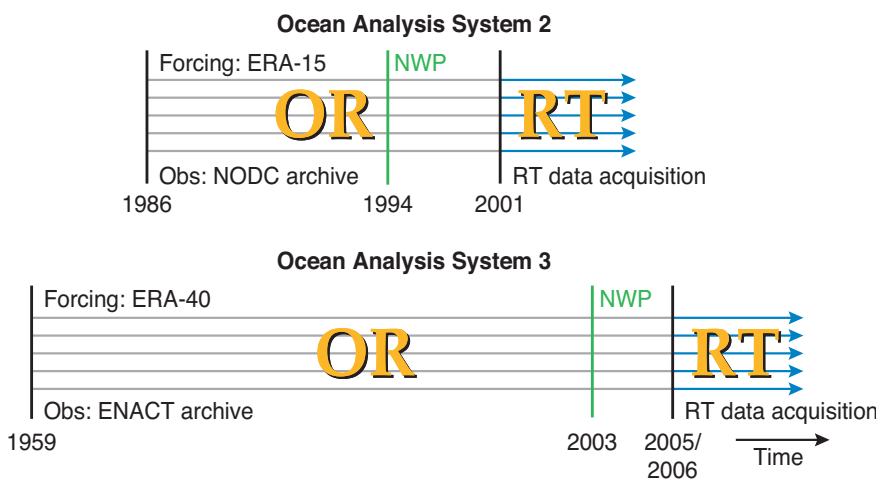 Ocean Analysis System 2
Forcing: ERA-15
NWP
OR
RT
Obs: NODC archive
RT data acquisition
1986
1994
2001
Ocean Analysis System 3
Forcing: ERA-40
NWP
OR
RT
Obs: ENACT archive
RT data acquisition
1959
2003
2005/
2006
Time